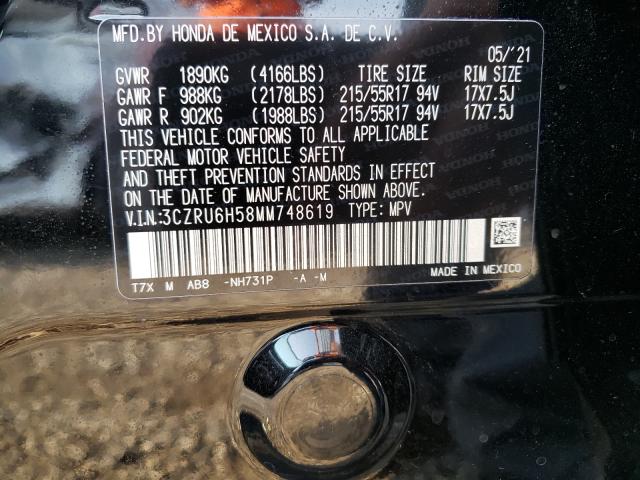 MFD.BY HONDA DE MEXICO S.A. DE C.V.
05/'21
GVWR 1890KG (4166LBS) TIRE SIZE RIM SIZE
GAWR F 988KG (2178LBS) 215/55R17 94V 17X7.5J
GAWR R 902KG (1988LBS) 215/55R17 94V 17X7.5J
THIS VEHICLE CONFORMS TO ALL APPLICABLE
FEDERAL MOTOR VEHICLE SAFETY
AND THEFT PREVENTION STANDARDS IN EFFECT
ON THE DATE OF MANUFACTURE SHOWN ABOVE.
V.I.N:3CZRU6H58MM748619 TYPE: MPV
T7X M AB8 -NH731P -A -M
MADE IN MEXICO